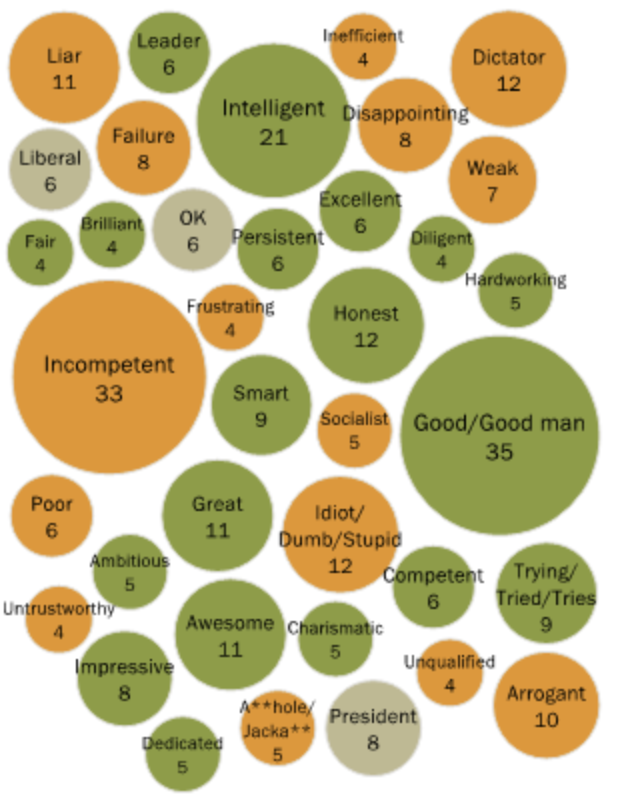 Liar
11
Leader
6
Intelligent
21
Inefficient
4
Dictator
12
Disappointing
8
Failure
8
Liberal
6
Weak
7
Excellent
6
OK
6
Brilliant
4
Fair
4
Persistent
6
Diligent
4
Hardworking
5
Frustrating
4
Honest
12
Incompetent
33
Smart
9
Socialist
5
Good/Good man
35
Poor
6
Great
11
Idiot/
Dumb/Stupid
12
Ambitious
5
Competent
6
Trying/
Tried/Tries
9
Untrustworthy
4
Awesome
11
Charismatic
5
Impressive
8
Unqualified
4
Arrogant
10
A**hole/
Jacka**
5
President
8
Dedicated
5